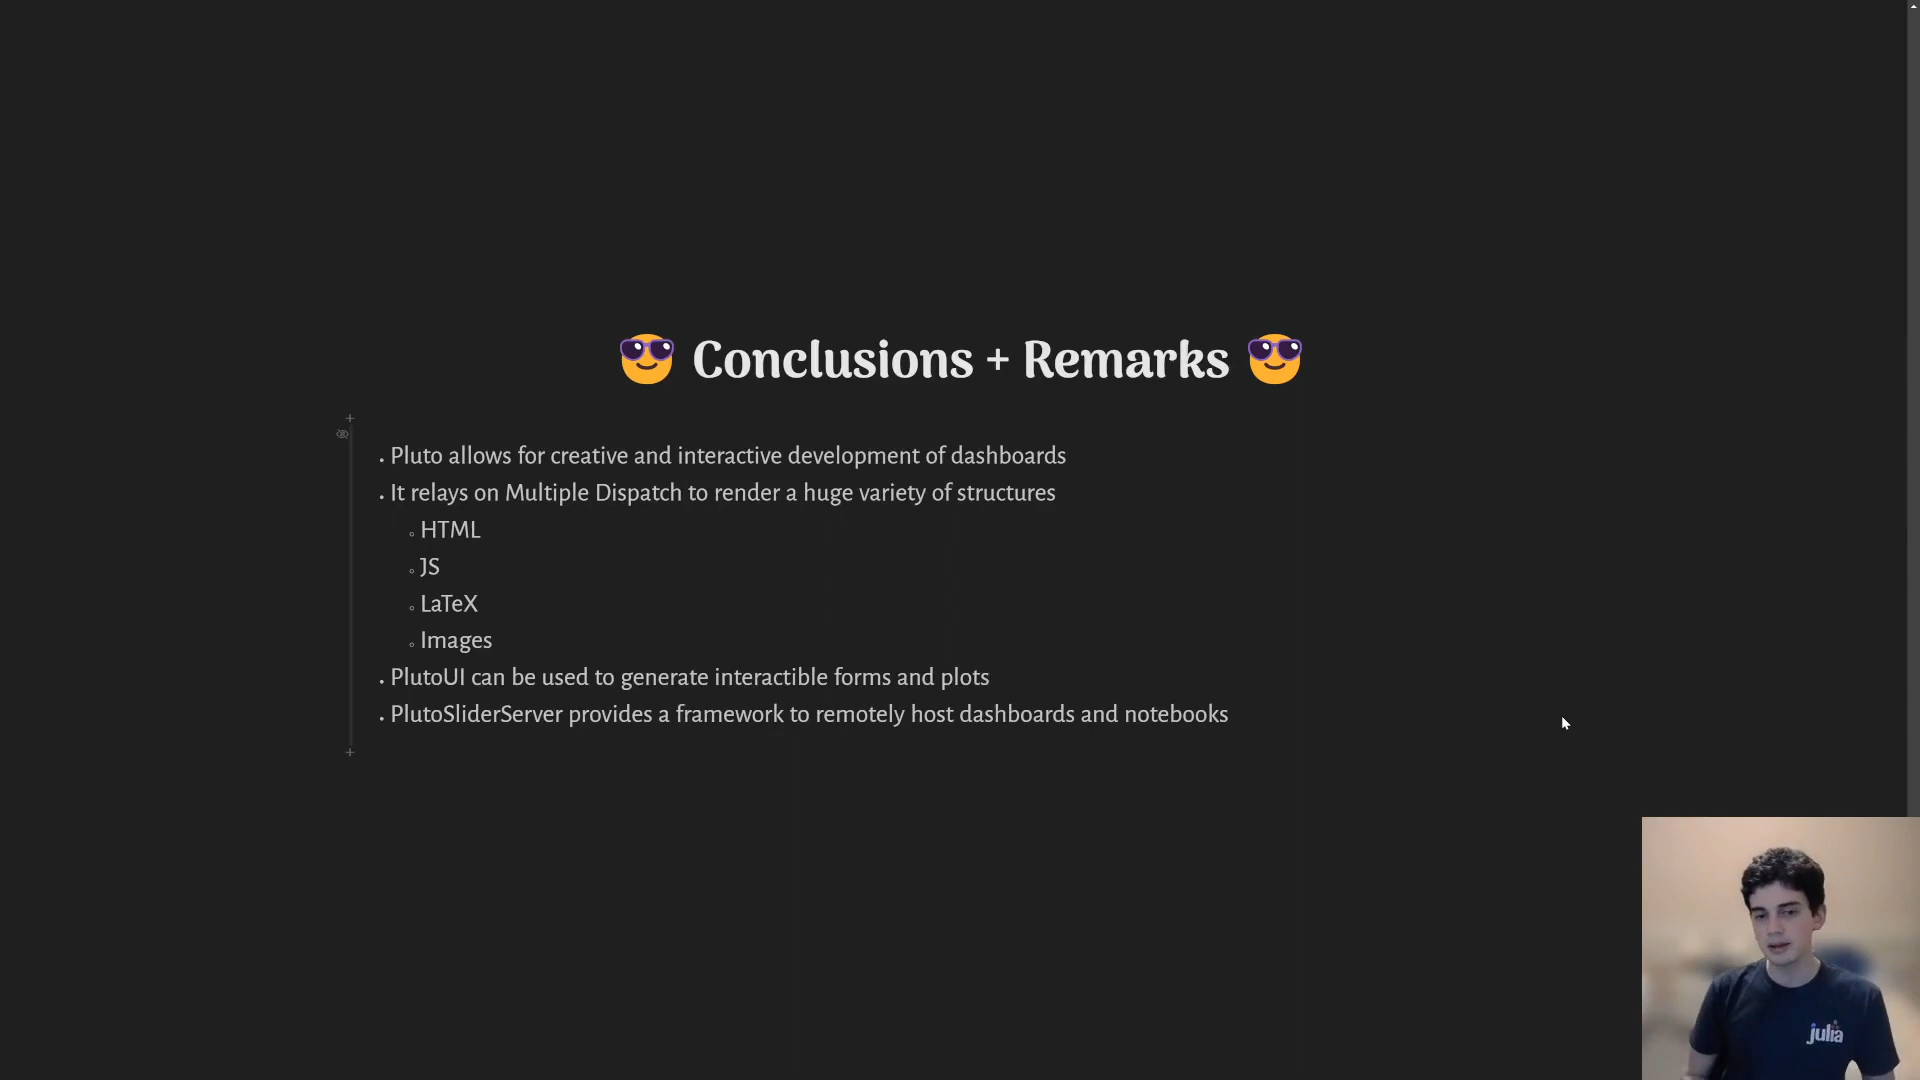 😎 Conclusions + Remarks 😎
• Pluto allows for creative and interactive development of dashboards
• It relays on Multiple Dispatch to render a huge variety of structures
◦ HTML
◦ JS
◦ LaTeX
◦ Images
• PlutoUI can be used to generate interactible forms and plots
• PlutoSliderServer provides a framework to remotely host dashboards and notebooks
julia